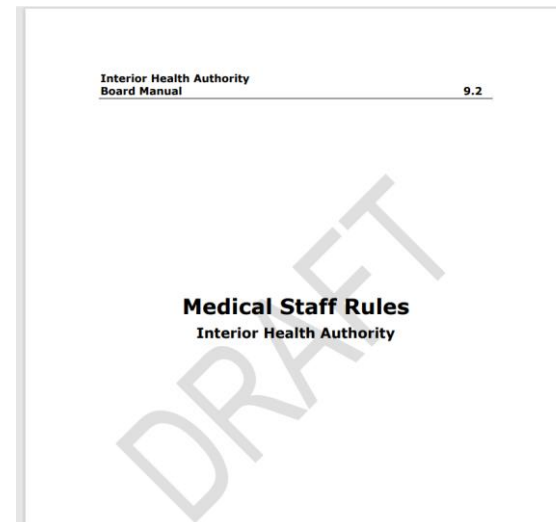 Interior Health Authority
Board Manual 9.2
DRAFT
Medical Staff Rules
Interior Health Authority